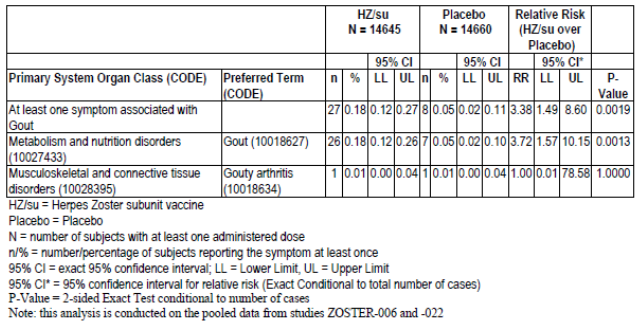 HZ/su Placebo Relative Risk
N = 14645 N = 14660 (HZ/su over
Placebo)
95% CI 95% CI 95% CI*
Primary System Organ Class (CODE) Preferred Term n % LL UL n % LL UL RR LL UL P-
(CODE) Value
At least one symptom associated with 27 0.18 0.12 0.27 8 0.05 0.02 0.11 3.38 1.49 8.60 0.0019
Gout
Metabolism and nutrition disorders Gout (10018627) 26 0.18 0.12 0.26 7 0.05 0.02 0.10 3.72 1.57 10.15 0.0013
(10027433)
Musculoskeletal and connective tissue Gouty arthritis 1 0.01 0.00 0.04 1 0.01 0.00 0.04 1.00 0.01 78.58 1.0000
disorders (10028395) (10018634)
HZ/su = Herpes Zoster subunit vaccine
Placebo = Placebo
N = number of subjects with at least one administered dose
n/% = number/percentage of subjects reporting the symptom at least once
95% CI = exact 95% confidence interval; LL = Lower Limit, UL = Upper Limit
95% CI* = 95% confidence interval for relative risk (Exact Conditional to total number of cases)
P-Value = 2-sided Exact Test conditional to number of cases
Note: this analysis is conducted on the pooled data from studies ZOSTER-006 and -022